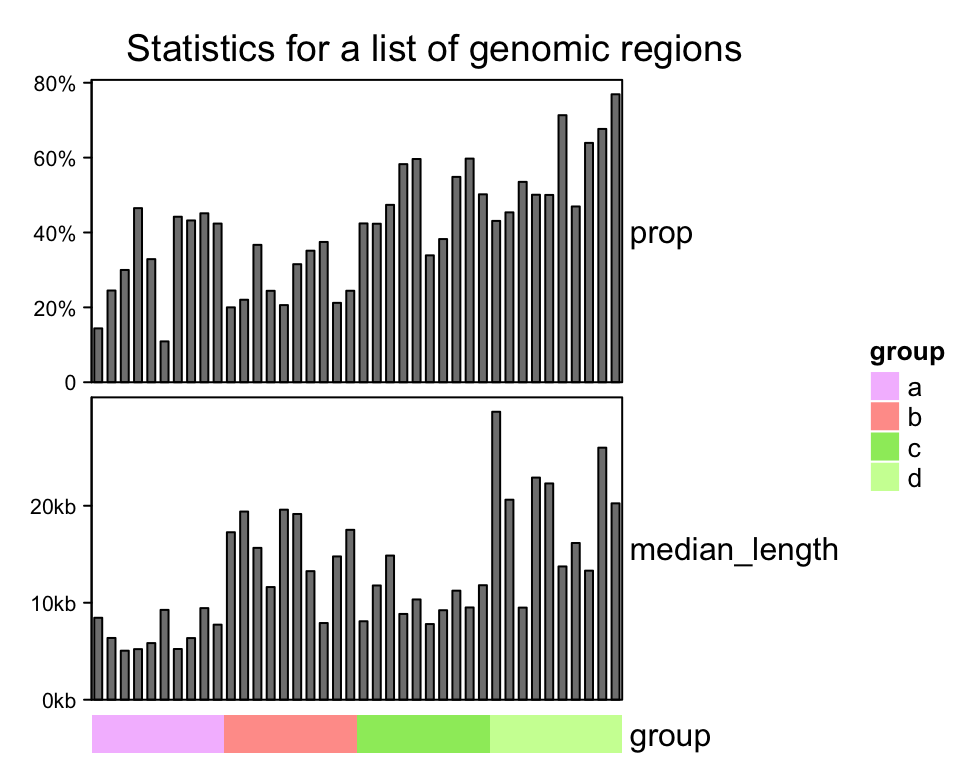 Statistics for a list of genomic regions
80%
60%
40%
20%
0
prop
20kb
10kb
0kb
median_length
group
group
a
b
c
d